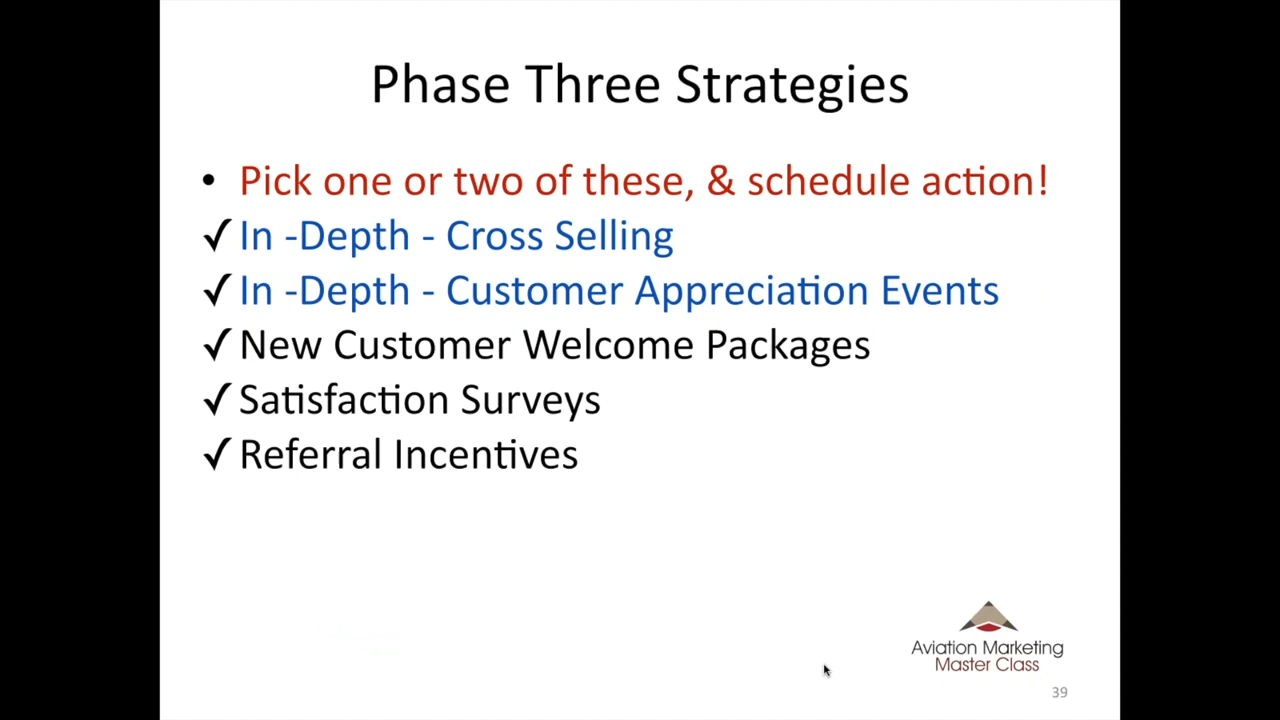 Phase Three Strategies
• Pick one or two of these, & schedule action!
✓ In -Depth - Cross Selling
✓ In -Depth - Customer Appreciation Events
✓ New Customer Welcome Packages
✓ Satisfaction Surveys
✓ Referral Incentives
Aviation Marketing
Master Class
39